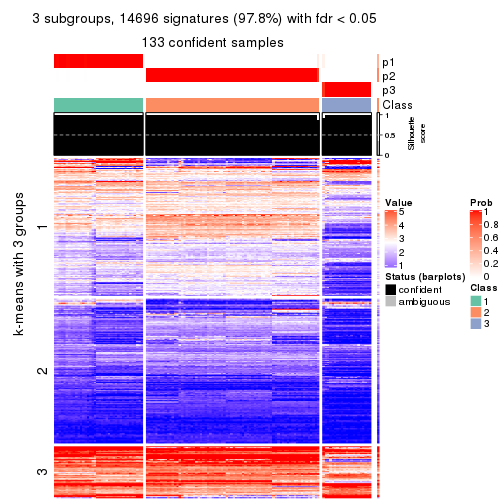 3 subgroups, 14696 signatures (97.8%) with fdr < 0.05
133 confident samples
p1
p2
p3
Class
1
0.5
0
Silhouette
score
k-means with 3 groups
1
2
3
Value
5
4
3
2
1
Prob
1
0.8
0.6
0.4
0.2
0
Status (barplots)
confident
ambiguous
Class
1
2
3